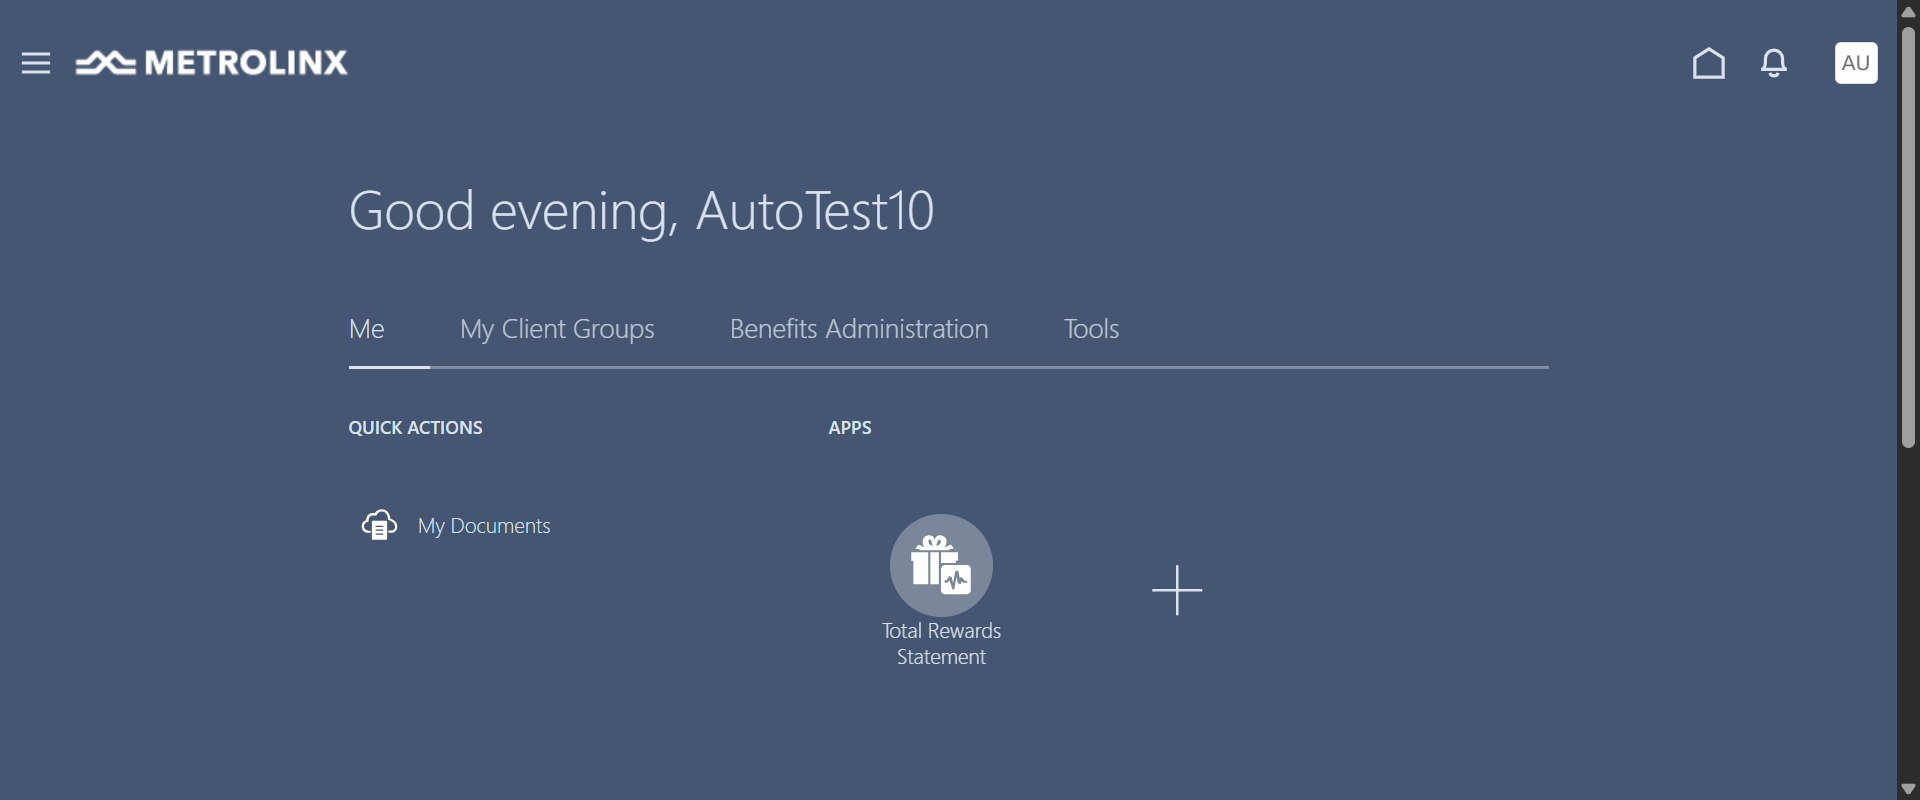 METROLINX
AU
Good evening, AutoTest10
Me
My Client Groups
Benefits Administration
Tools
QUICK ACTIONS
APPS
My Documents
Total Rewards
Statement